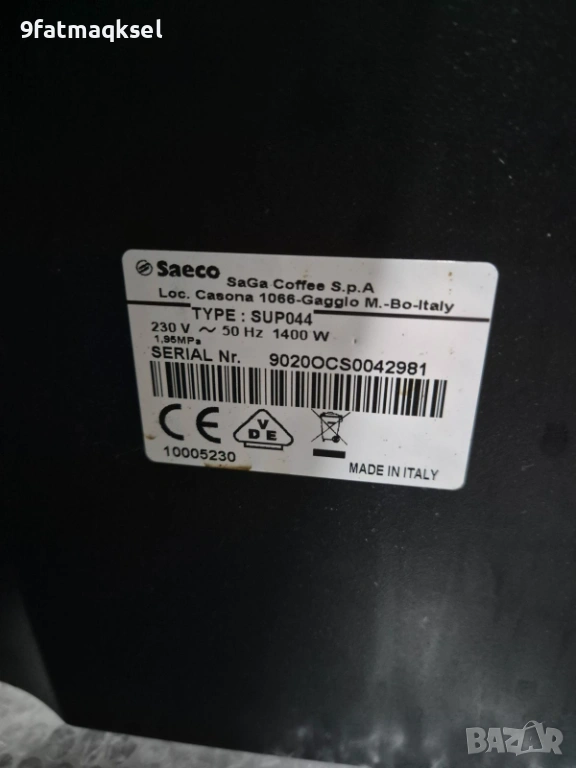 9fatmaqksel
Saeco
SaGa Coffee S.p.A
Loc. Casona 1066-Gaggio M.-Bo-Italy
TYPE : SUP044
230 V ~ 50 Hz 1400 W
1,95MPa
SERIAL Nr. 9020OCS0042981
CE VDE
10005230
MADE IN ITALY
BAZAR